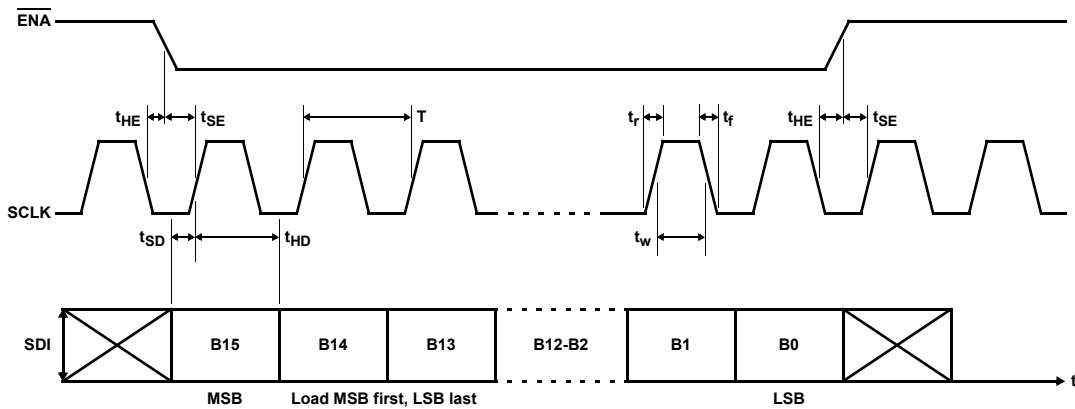 ENA
t
tHE tSE T tr tf tHE tSE
SCLK
tSD tHD tw
SDI B15 B14 B13 B12-B2 B1 B0 t
MSB Load MSB first, LSB last LSB